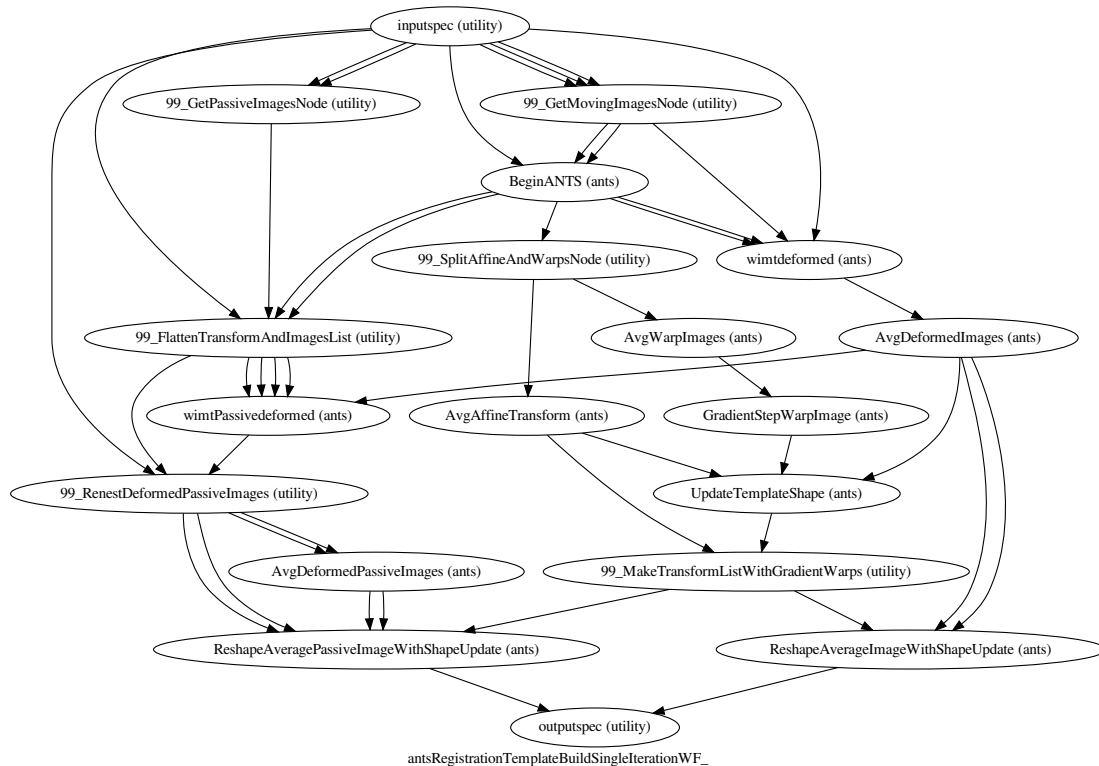 inputspec (utility)
99_GetPassiveImagesNode (utility)
99_GetMovingImagesNode (utility)
BeginANTS (ants)
99_SplitAffineAndWarpsNode (utility)
wimtdeformed (ants)
99_FlattenTransformAndImagesList (utility)
AvgWarpImages (ants)
AvgDeformedImages (ants)
wimtPassivedeformed (ants)
AvgAffineTransform (ants)
GradientStepWarpImage (ants)
99_RenestDeformedPassiveImages (utility)
UpdateTemplateShape (ants)
AvgDeformedPassiveImages (ants)
99_MakeTransformListWithGradientWarps (utility)
ReshapeAveragePassiveImageWithShapeUpdate (ants)
ReshapeAverageImageWithShapeUpdate (ants)
outputspec (utility)
antsRegistrationTemplateBuildSingleIterationWF_